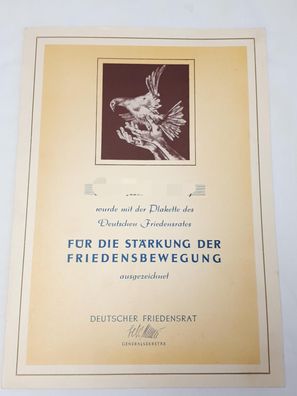 wurde mit der Plakette des
Deutschen Friedensrates
FÜR DIE STÄRKUNG DER
FRIEDENSBEWEGUNG
ausgezeichnet
DEUTSCHER FRIEDENSRAT
GENERALSEKRETÄR